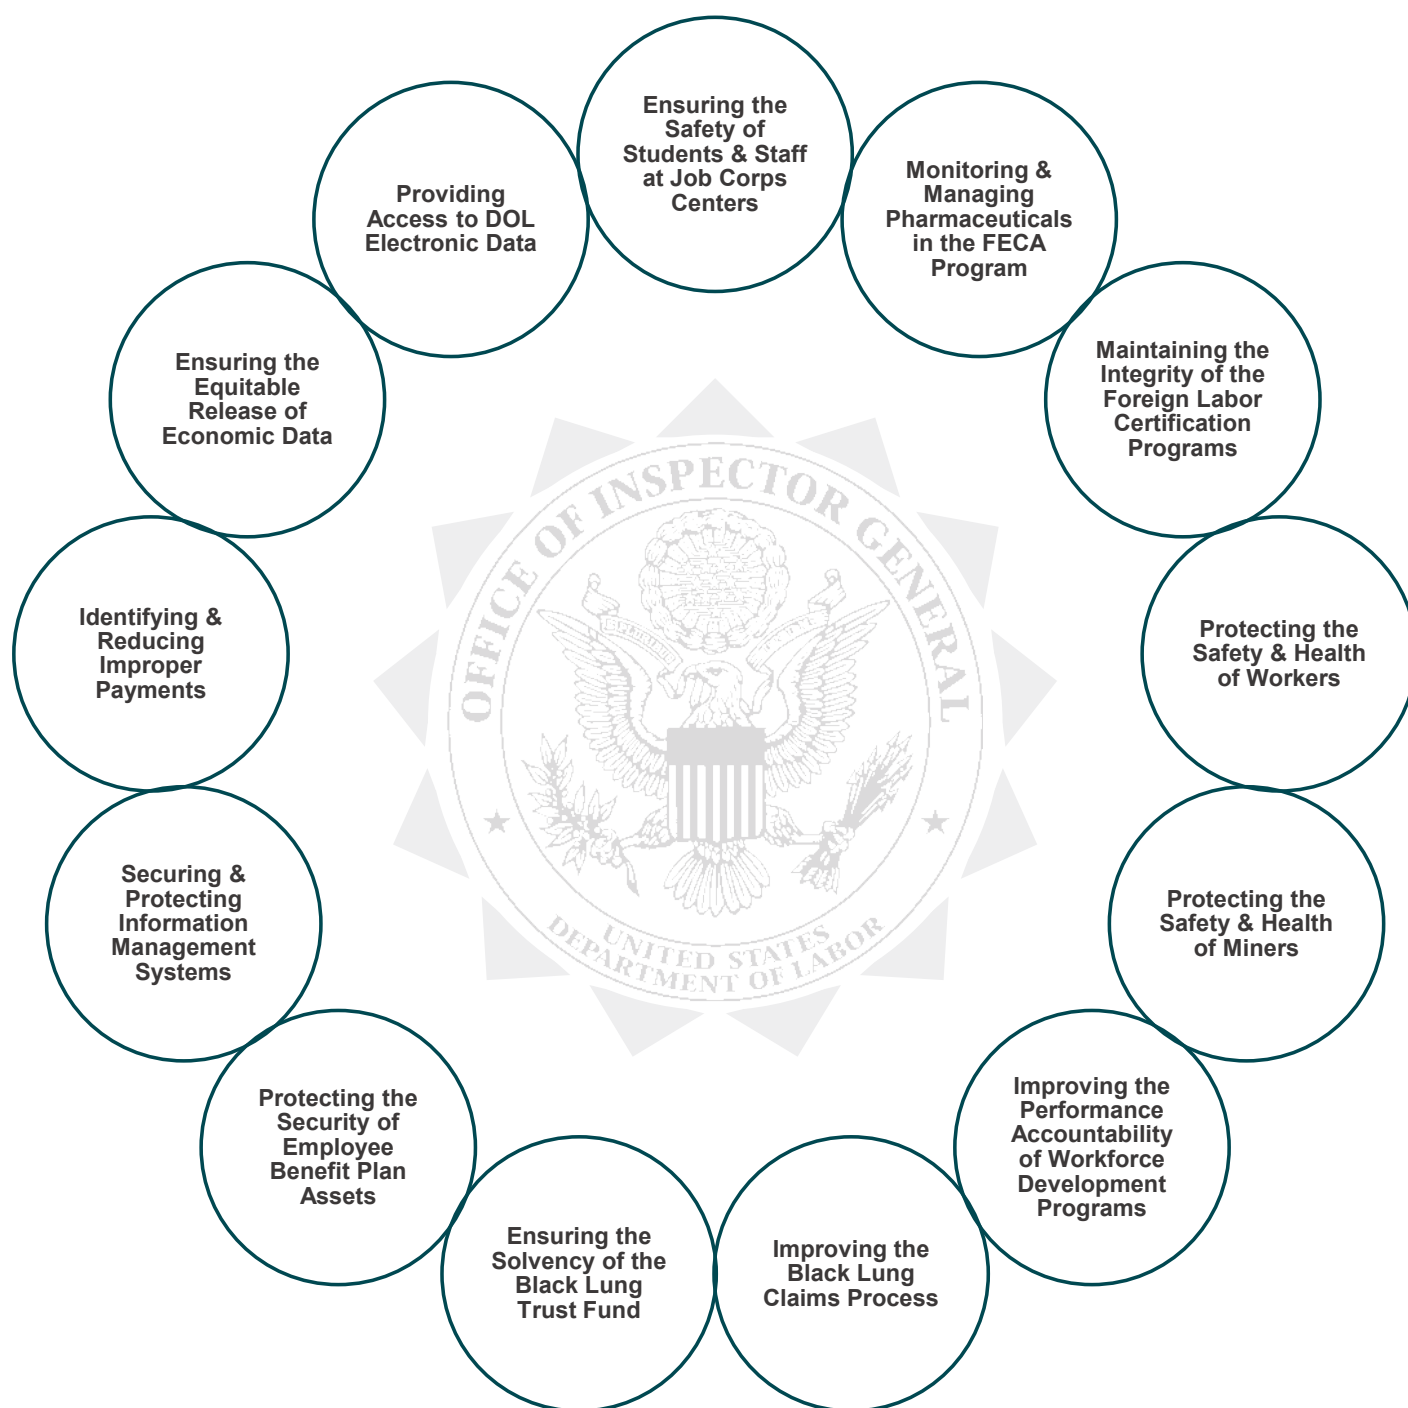 Ensuring the
Safety of
Students & Staff
at Job Corps
Centers
Monitoring &
Managing
Pharmaceuticals
in the FECA
Program
Maintaining the
Integrity of the
Foreign Labor
Certification
Programs
Protecting the
Safety & Health
of Workers
Protecting the
Safety & Health
of Miners
Improving the
Performance
Accountability
of Workforce
Development
Programs
Improving the
Black Lung
Claims Process
Ensuring the
Solvency of the
Black Lung
Trust Fund
Protecting the
Security of
Employee
Benefit Plan
Assets
Securing &
Protecting
Information
Management
Systems
Identifying &
Reducing
Improper
Payments
Ensuring the
Equitable
Release of
Economic Data
Providing
Access to DOL
Electronic Data
OFFICE OF INSPECTOR GENERAL
UNITED STATES
DEPARTMENT OF LABOR